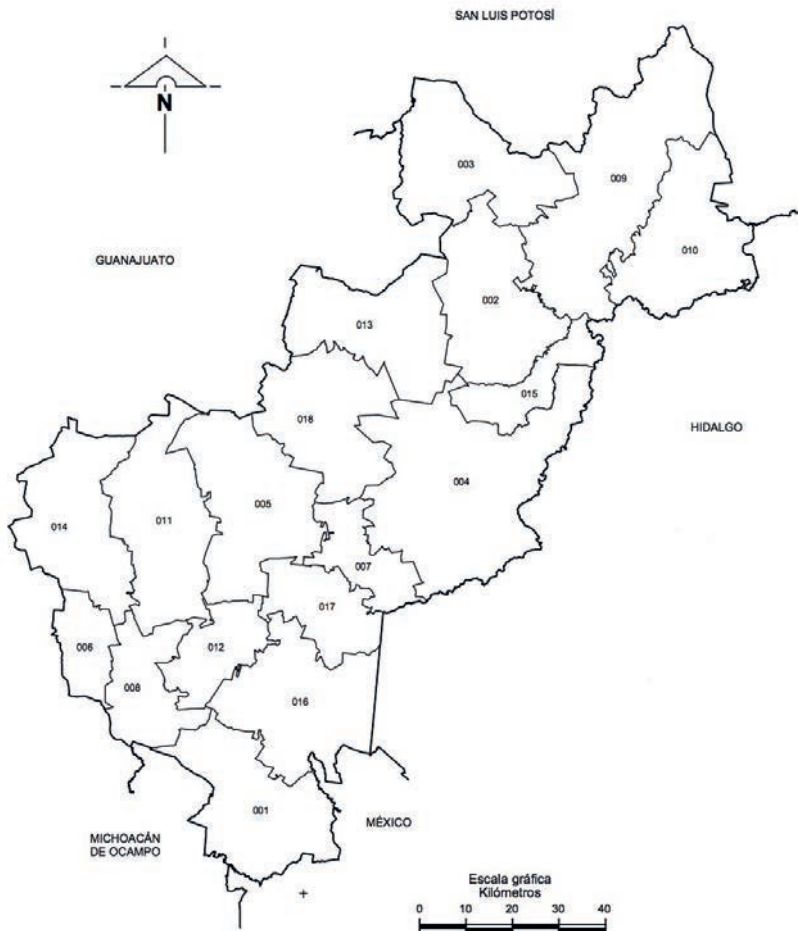 SAN LUIS POTOSÍ
N
003
009
010
GUANAJUATO
002
013
015
018
HIDALGO
004
005
011
014
007
017
006
012
008
016
001
MÉXICO
MICHOACÁN
DE OCAMPO
Escala gráfica
Kilómetros
0 10 20 30 40